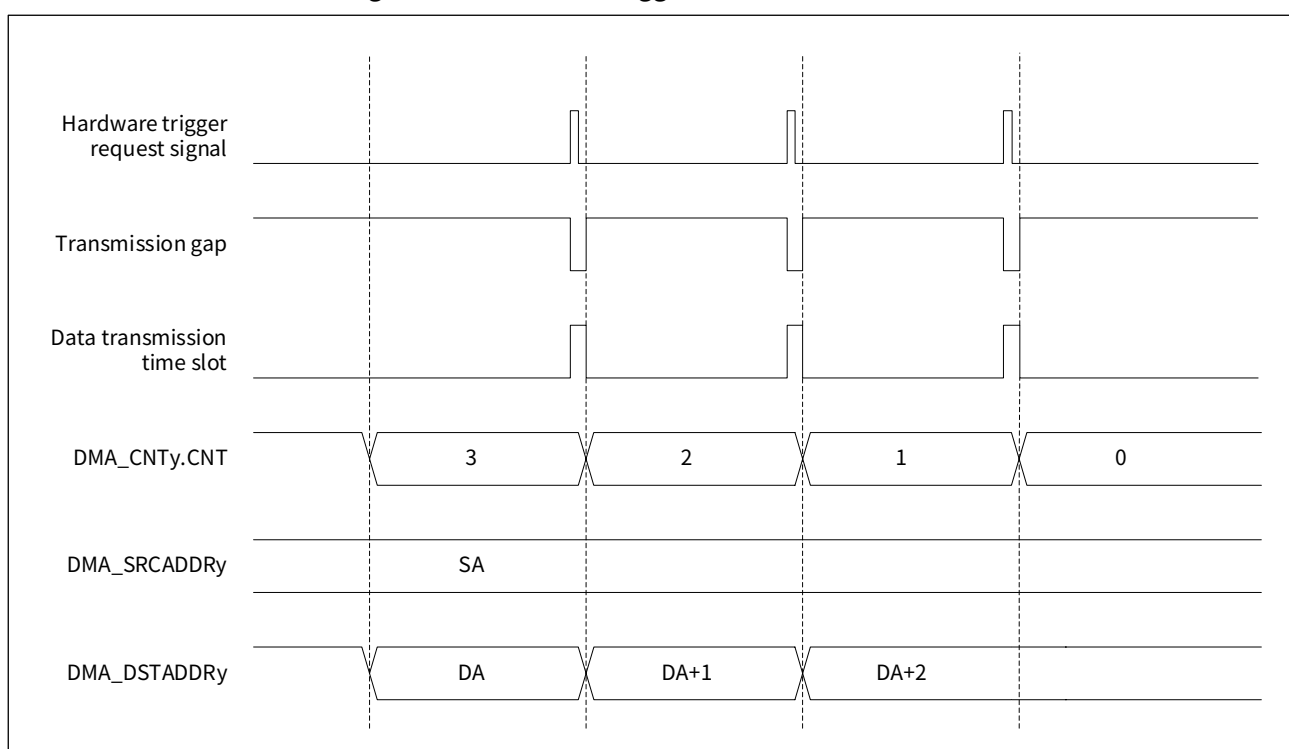 Hardware trigger
request signal
Transmission gap
Data transmission
time slot
DMA_CNTy.CNT
3
2
1
0
DMA_SRCADDRy
SA
DMA_DSTADDRy
DA
DA+1
DA+2